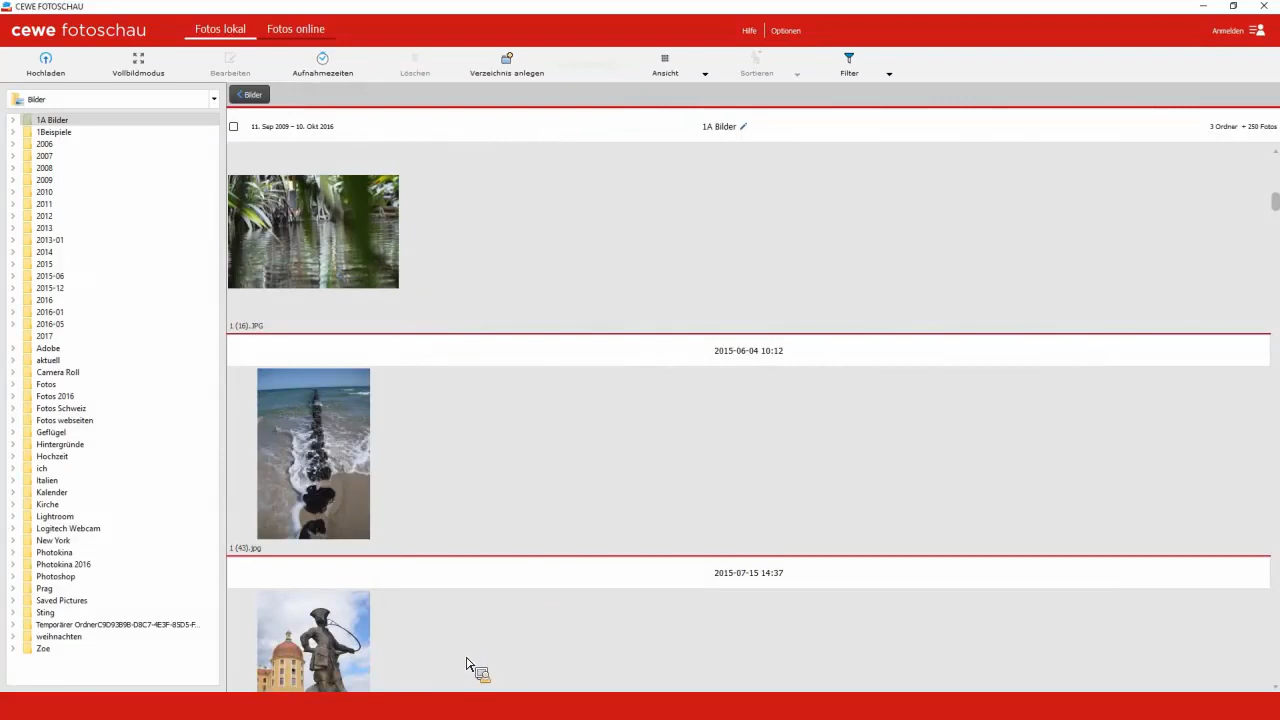 CEWE FOTOSCHAU
cewe fotoschau
Fotos lokal
Fotos online
Hilfe
Optionen
Anmelden
Hochladen
Vollbildmodus
Bearbeiten
Aufnahmezeiten
Löschen
Verzeichnis anlegen
Ansicht
Sortieren
Filter
Bilder
Bilder
11. Sep 2009 – 10. Okt 2016
1A Bilder
3 Ordner + 250 Fotos
1A Bilder
1Beispiele
2006
2007
2008
2009
2010
2011
2012
2013
2013-01
2014
2015
2015-06
2015-12
2016
2016-01
2016-05
2017
Adobe
aktuell
Camera Roll
Fotos
Fotos 2016
Fotos Schweiz
Fotos webseiten
Geflügel
Hintergründe
Hochzeit
ich
Italien
Kalender
Kirche
Lightroom
Logitech Webcam
New York
Photokina
Photokina 2016
Photoshop
Prag
Saved Pictures
Sting
Temporärer OrdnerC9D93B9B-D8C7-4E3F-85D5-F...
weihnachten
Zoe
1 (16).JPG
2015-06-04 10:12
1 (43).jpg
2015-07-15 14:37